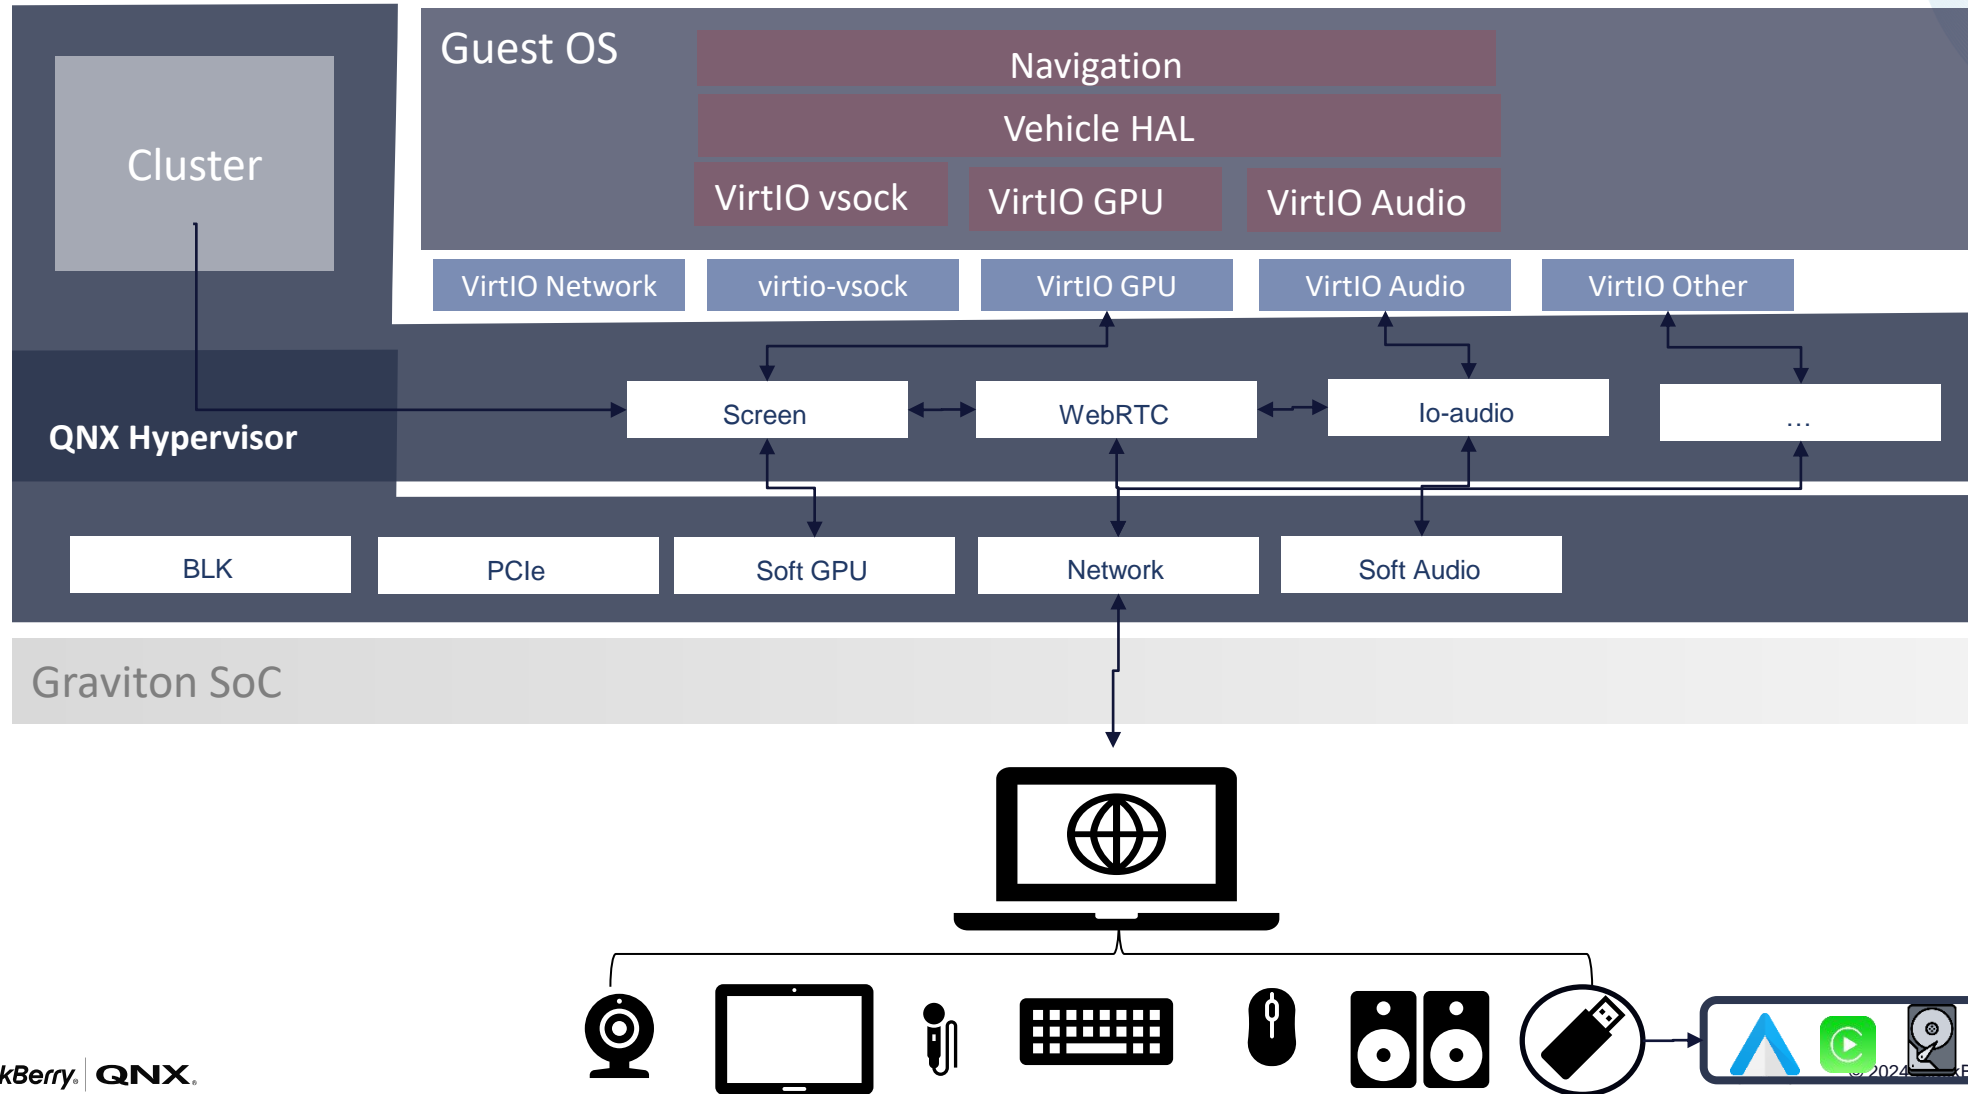 Guest OS
Navigation
Vehicle HAL
VirtIO vsock
VirtIO GPU
VirtIO Audio
Cluster
VirtIO Network
virtio-vsock
VirtIO GPU
VirtIO Audio
VirtIO Other
QNX Hypervisor
Screen
WebRTC
Io-audio
...
BLK
PCIe
Soft GPU
Network
Soft Audio
Graviton SoC
kBerry® QNX®
© 2024